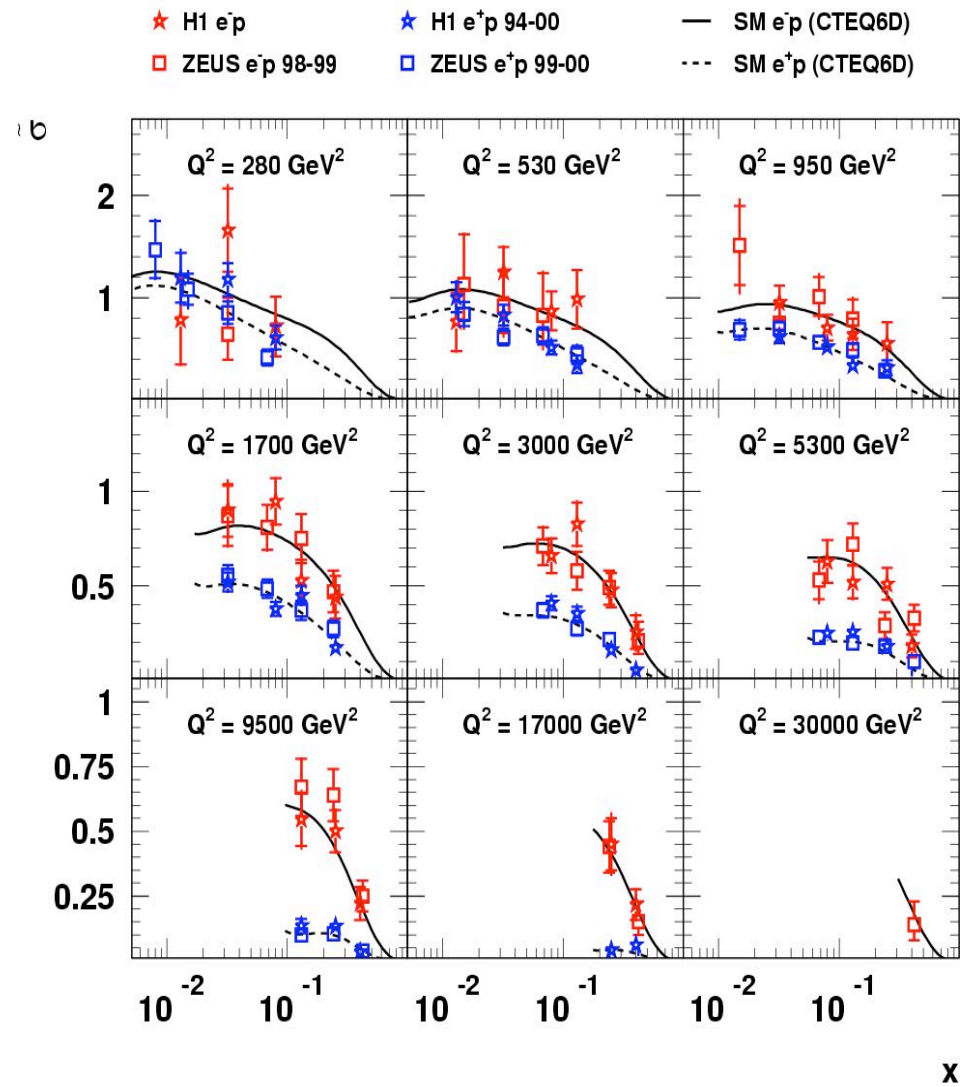 H1 e⁻p H1 e⁺p 94-00 SM e⁻p (CTEQ6D)
ZEUS e⁻p 98-99 ZEUS e⁺p 99-00 SM e⁺p (CTEQ6D)
σ̃
Q² = 280 GeV² Q² = 530 GeV² Q² = 950 GeV²
2
1
Q² = 1700 GeV² Q² = 3000 GeV² Q² = 5300 GeV²
1
0.5
Q² = 9500 GeV² Q² = 17000 GeV² Q² = 30000 GeV²
1
0.75
0.5
0.25
10⁻² 10⁻¹ 10⁻² 10⁻¹ 10⁻² 10⁻¹
x